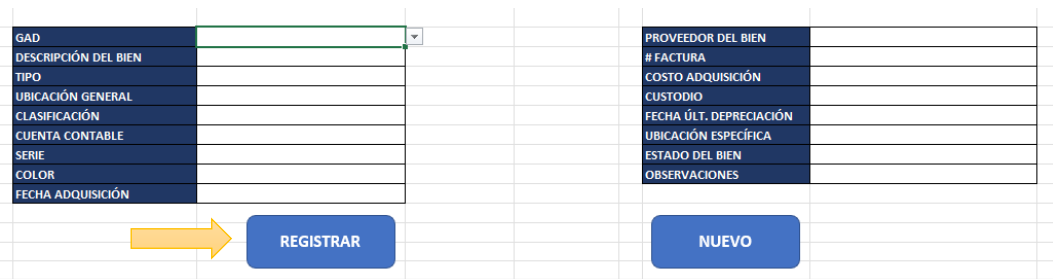 GAD
DESCRIPCIÓN DEL BIEN
TIPO
UBICACIÓN GENERAL
CLASIFICACIÓN
CUENTA CONTABLE
SERIE
COLOR
FECHA ADQUISICIÓN
REGISTRAR
PROVEEDOR DEL BIEN
# FACTURA
COSTO ADQUISICIÓN
CUSTODIO
FECHA ÚLT. DEPRECIACIÓN
UBICACIÓN ESPECÍFICA
ESTADO DEL BIEN
OBSERVACIONES
NUEVO